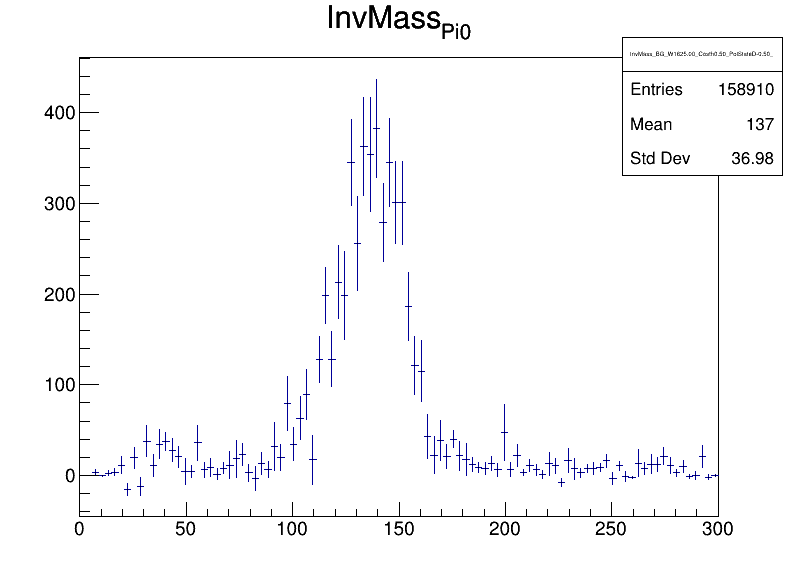 InvMass_Pi0
InvMass_BG_W1625.00_Costh0.50_PolStateD-0.50_
Entries 158910
Mean 137
Std Dev 36.98
400
300
200
100
0
0 50 100 150 200 250 300